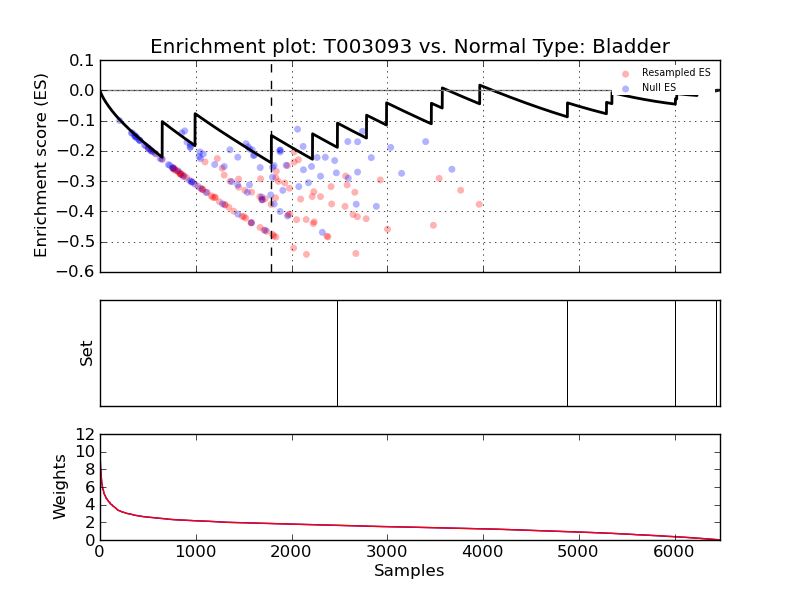 Enrichment plot: T003093 vs. Normal Type: Bladder
Enrichment score (ES)
0.1
0.0
−0.1
−0.2
−0.3
−0.4
−0.5
−0.6
Resampled ES
Null ES
Set
Weights
12
10
8
6
4
2
0
0 1000 2000 3000 4000 5000 6000
Samples